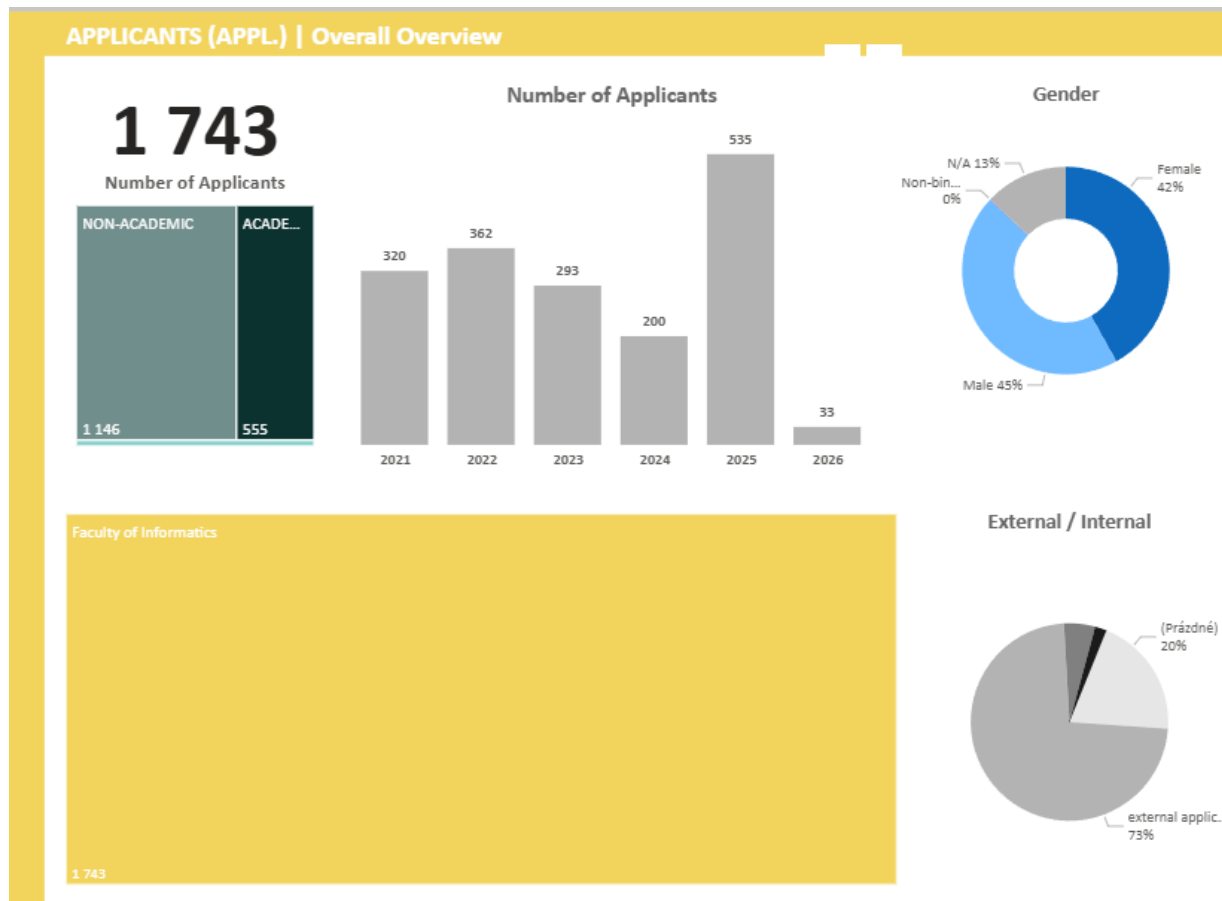 APPLICANTS (APPL.) | Overall Overview
1 743
Number of Applicants
NON-ACADEMIC
ACADE...
1 146
555
Number of Applicants
320
362
293
200
535
33
2021
2022
2023
2024
2025
2026
Gender
N/A 13%
Non-bin...
0%
Female
42%
Male 45%
Faculty of Informatics
1 743
External / Internal
(Prázdné)
20%
external applic..
73%